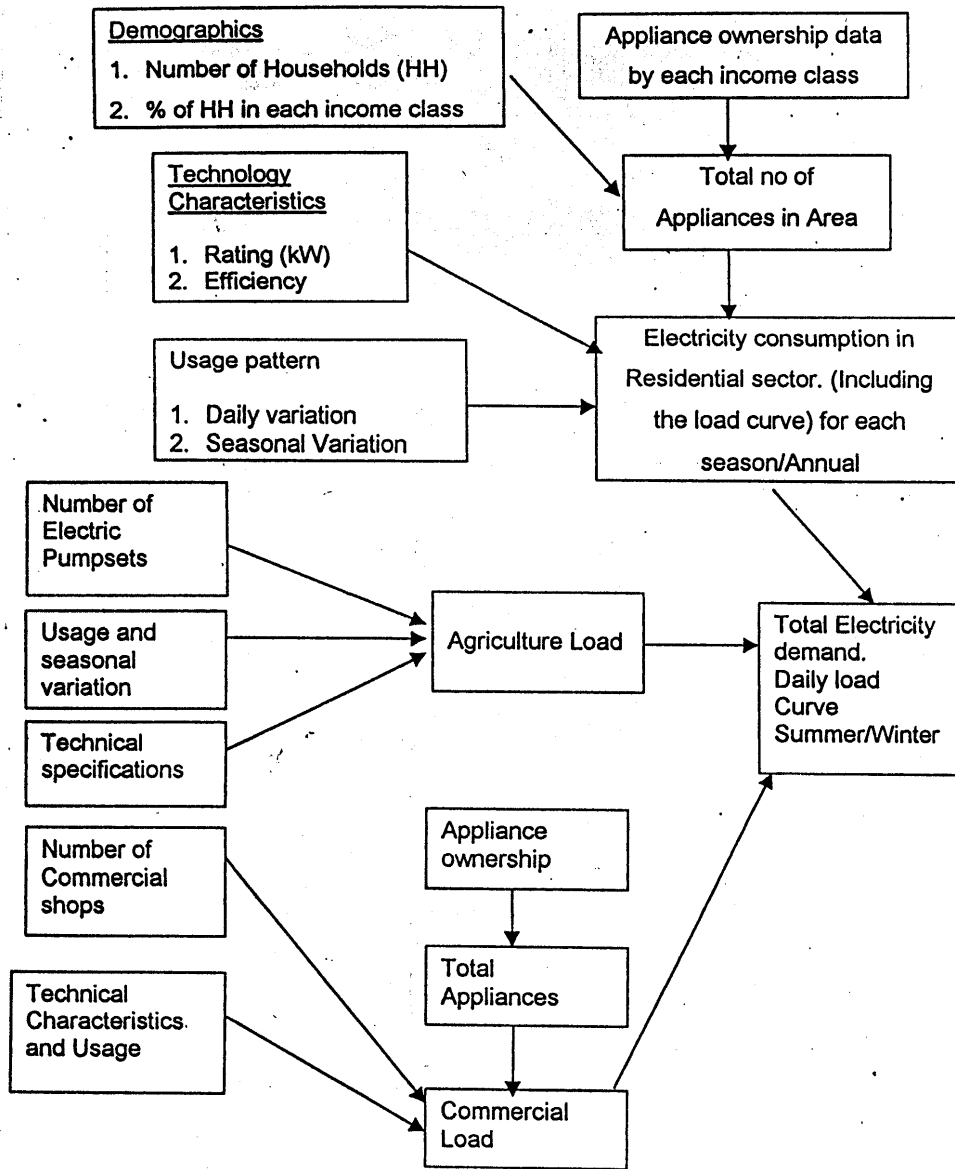 Demographics
1. Number of Households (HH)
2. % of HH in each income class
Appliance ownership data
by each income class
Technology
Characteristics
1. Rating (kW)
2. Efficiency
Total no of
Appliances in Area
Usage pattern
1. Daily variation
2. Seasonal Variation
Electricity consumption in
Residential sector. (Including
the load curve) for each
season/Annual
Number of
Electric
Pumpsets
Usage and
seasonal
variation
Technical
specifications
Agriculture Load
Total Electricity
demand.
Daily load
Curve
Summer/Winter
Number of
Commercial
shops
Appliance
ownership
Technical
Characteristics
and Usage
Total
Appliances
Commercial
Load